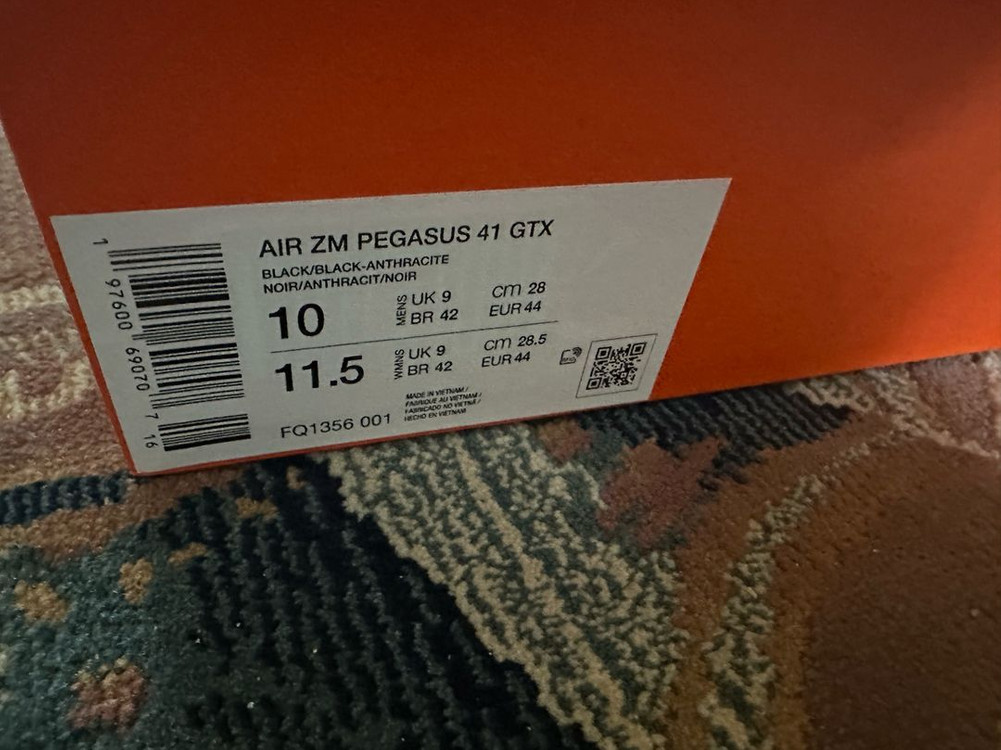 AIR ZM PEGASUS 41 GTX
BLACK/BLACK-ANTHRACITE
NOIR/ANTHRACIT/NOIR
10 MENS UK 9 cm 28
BR 42 EUR 44
11.5 WMNS UK 9 cm 28.5
BR 42 EUR 44
FQ1356 001
MADE IN VIETNAM /
FABRIQUE AU VIETNAM /
FABRICADO NO VIETNÃ /
HECHO EN VIETNAM
1 97600 69070 7 16